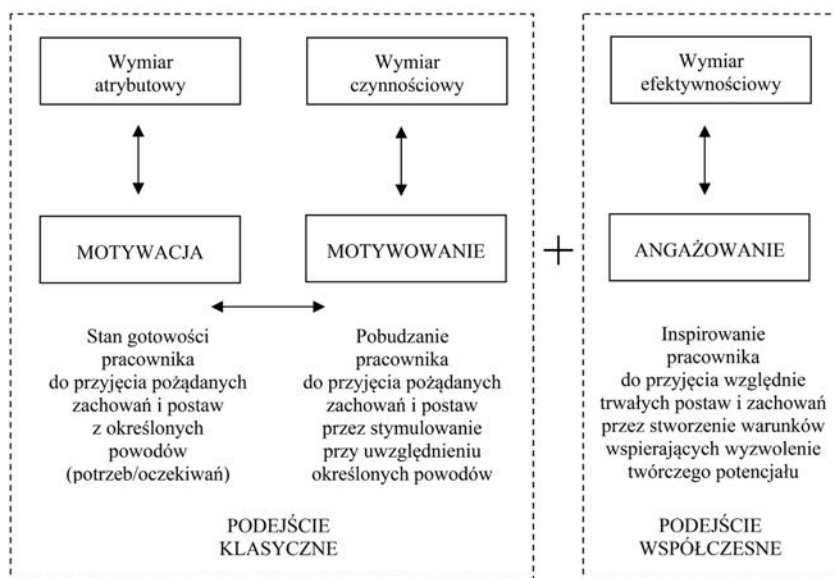 Wymiar
atrybutowy
Wymiar
czynnościowy
Wymiar
efektywnościowy
MOTYWACJA
MOTYWOWANIE
+
ANGAŻOWANIE
Stan gotowości
pracownika
do przyjęcia pożądanych
zachowań i postaw
z określonych
powodów
(potrzeb/oczekiwań)
Pobudzanie
pracownika
do przyjęcia pożądanych
zachowań i postaw
przez stymulowanie
przy uwzględnieniu
określonych powodów
Inspirowanie
pracownika
do przyjęcia względnie
trwałych postaw i zachowań
przez stworzenie warunków
wspierających wyzwolenie
twórczego potencjału
PODEJŚCIE
KLASYCZNE
PODEJŚCIE
WSPÓŁCZESNE